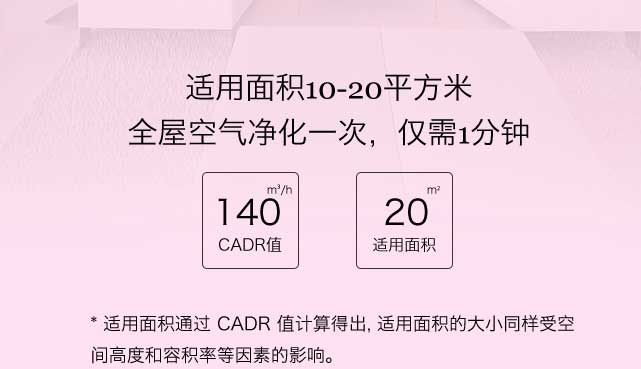 适用面积10-20平方米
全屋空气净化一次，仅需1分钟
140 m³/h
CADR值
20 m²
适用面积
* 适用面积通过 CADR 值计算得出, 适用面积的大小同样受空
间高度和容积率等因素的影响。